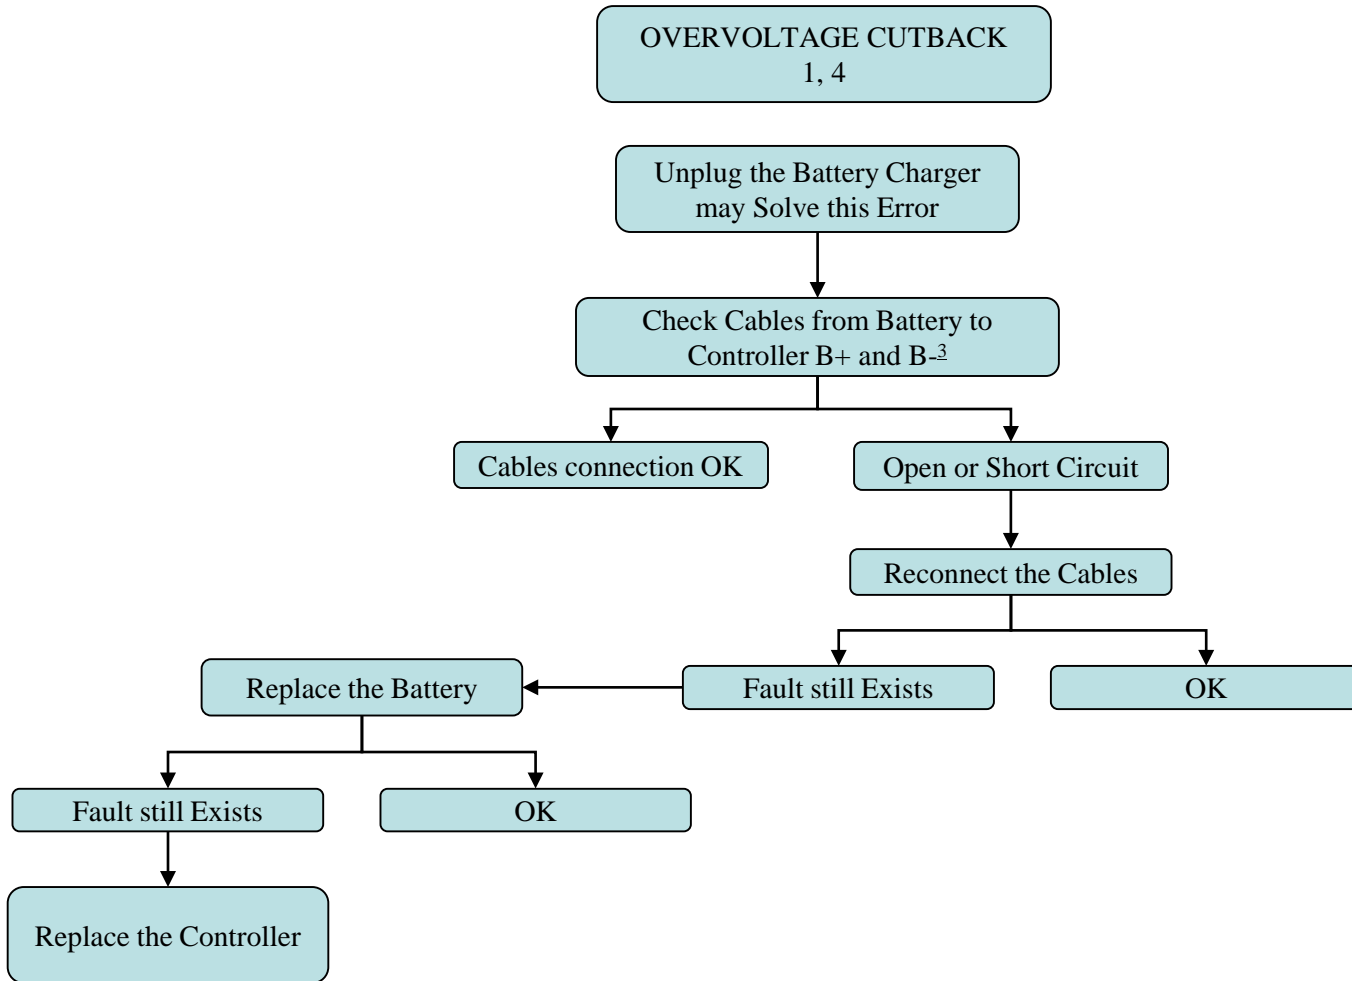 OVERVOLTAGE CUTBACK
1, 4
Unplug the Battery Charger
may Solve this Error
Check Cables from Battery to
Controller B+ and B-3
Cables connection OK
Open or Short Circuit
Reconnect the Cables
Replace the Battery
Fault still Exists
OK
Fault still Exists
OK
Replace the Controller